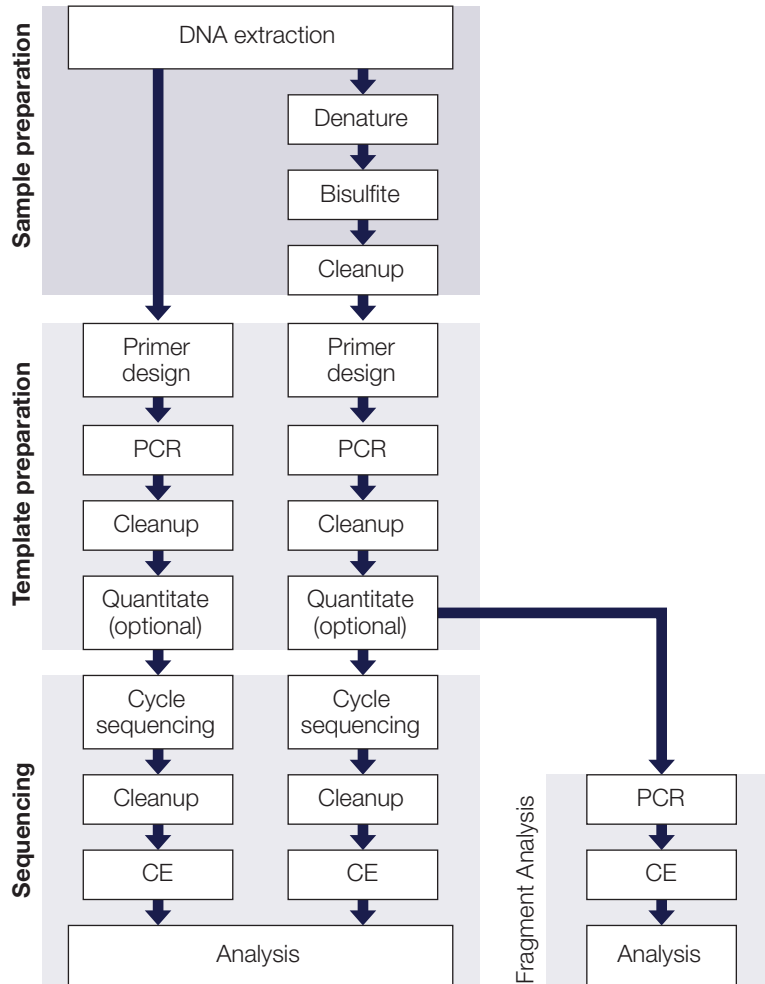 Sample preparation
DNA extraction
Denature
Bisulfite
Cleanup
Template preparation
Primer
design
Primer
design
PCR
PCR
Cleanup
Cleanup
Quantitate
(optional)
Quantitate
(optional)
Sequencing
Cycle
sequencing
Cycle
sequencing
Cleanup
Cleanup
CE
CE
Analysis
Fragment Analysis
PCR
CE
Analysis